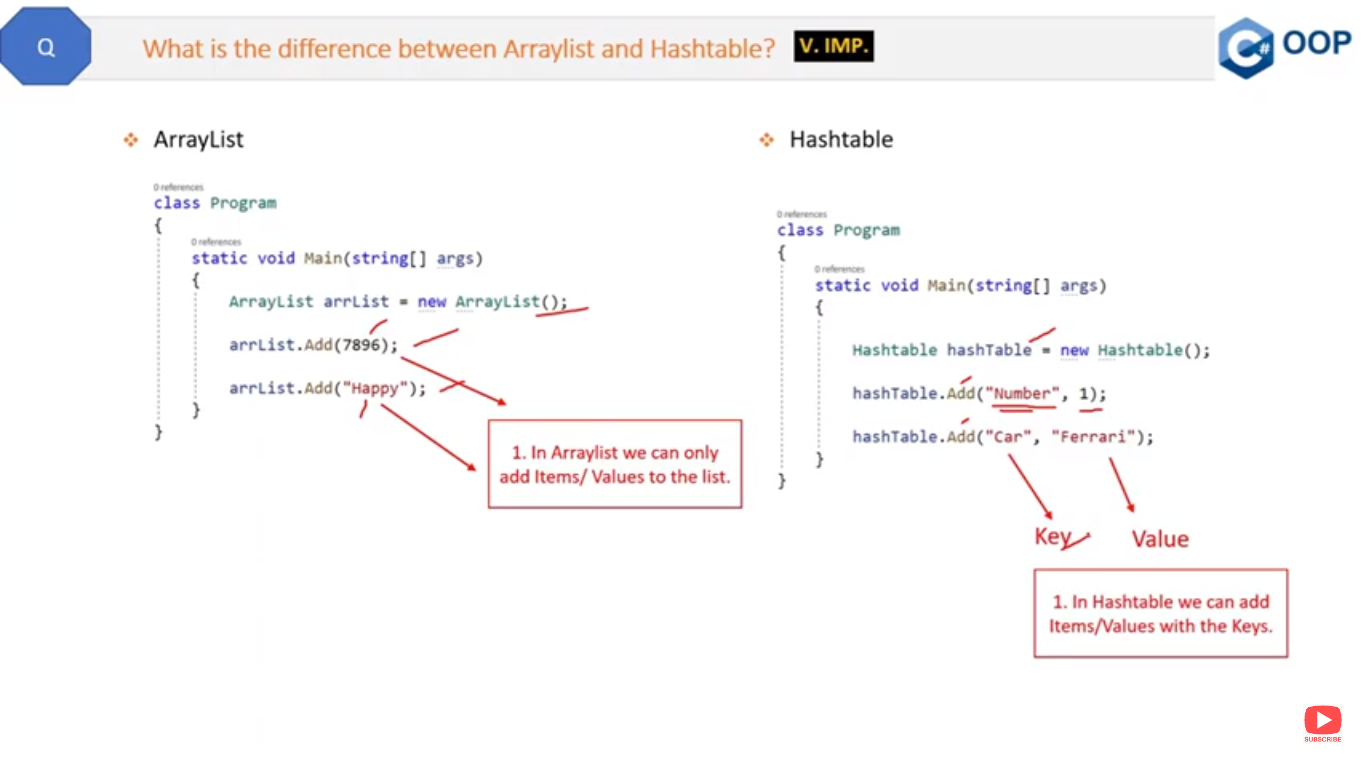 Q
What is the difference between Arraylist and Hashtable?
V. IMP.
C#
OOP
ArrayList
0 references
class Program
{
0 references
static void Main(string[] args)
{
ArrayList arrList = new ArrayList();
arrList.Add(7896);
arrList.Add("Happy");
}
}
1. In Arraylist we can only
add Items/ Values to the list.
Hashtable
0 references
class Program
{
0 references
static void Main(string[] args)
{
Hashtable hashTable = new Hashtable();
hashTable.Add("Number", 1);
hashTable.Add("Car", "Ferrari");
}
}
Key
Value
1. In Hashtable we can add
Items/Values with the Keys.
SUBSCRIBE